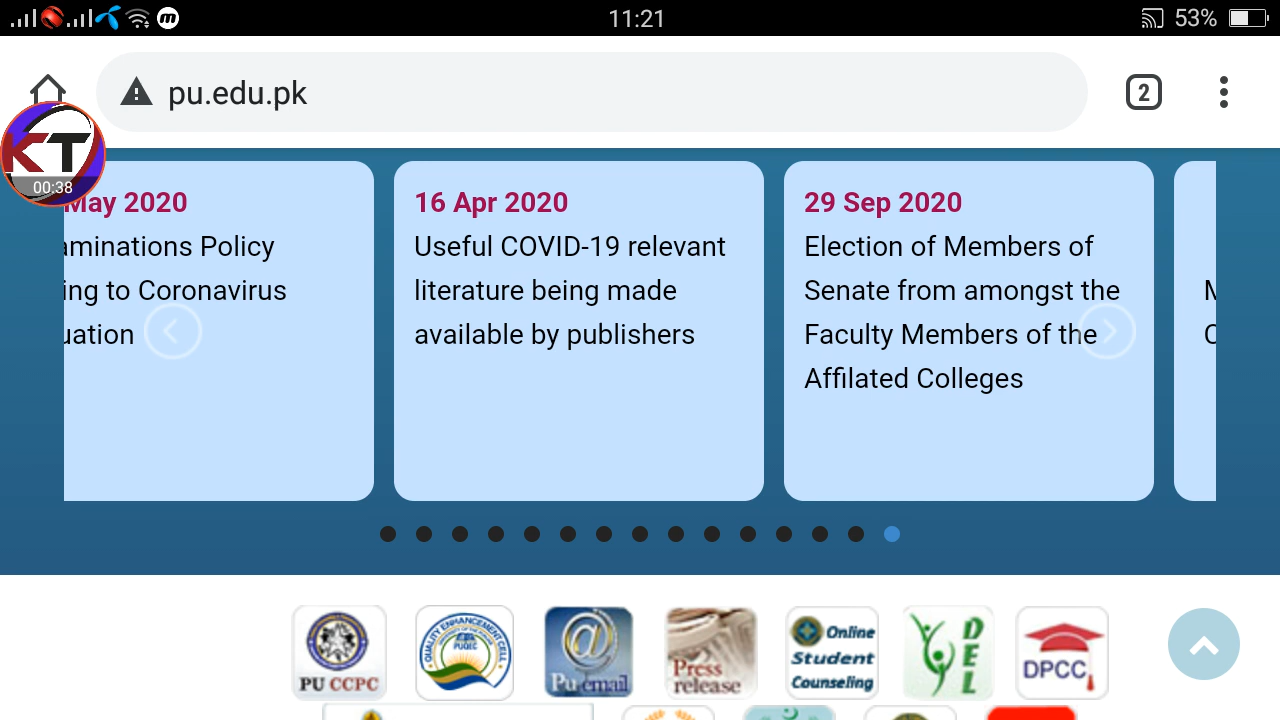 11:21
53%
pu.edu.pk
2
KT
00:38
May 2020
aminations Policy
ing to Coronavirus
uation
16 Apr 2020
Useful COVID-19 relevant
literature being made
available by publishers
29 Sep 2020
Election of Members of
Senate from amongst the
Faculty Members of the
Affilated Colleges
PU CCPC
QUALITY ENHANCEMENT CELL
PUQEC
Pu email
Press
release
Online
Student
Counseling
DEL
DPCC